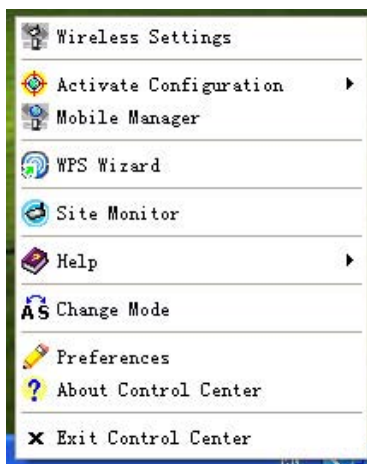 Wireless Settings
Activate Configuration
Mobile Manager
WPS Wizard
Site Monitor
Help
Change Mode
Preferences
About Control Center
Exit Control Center